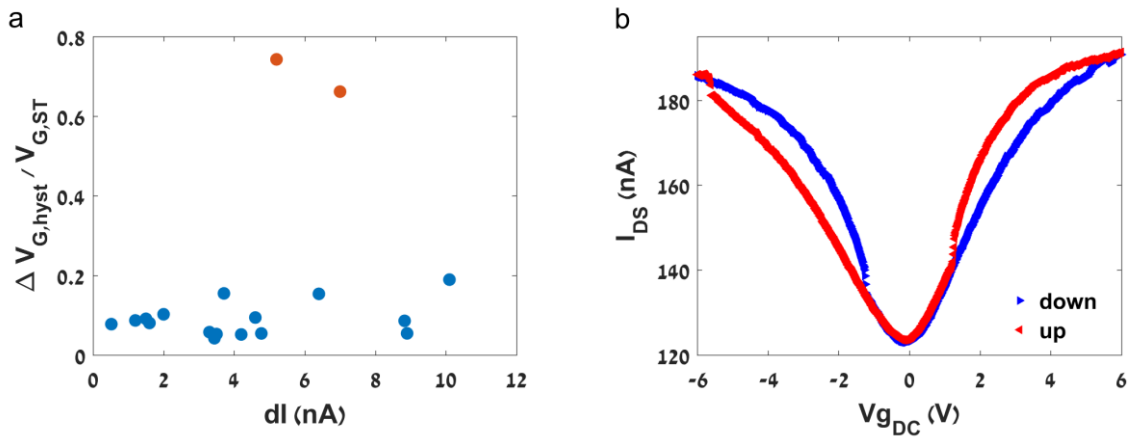 a
Δ V_G,hyst / V_G,ST
0.8
0.6
0.4
0.2
0
0
2
4
6
8
10
12
dI (nA)
b
I_DS (nA)
180
160
140
120
-6
-4
-2
0
2
4
6
Vg_DC (V)
down
up